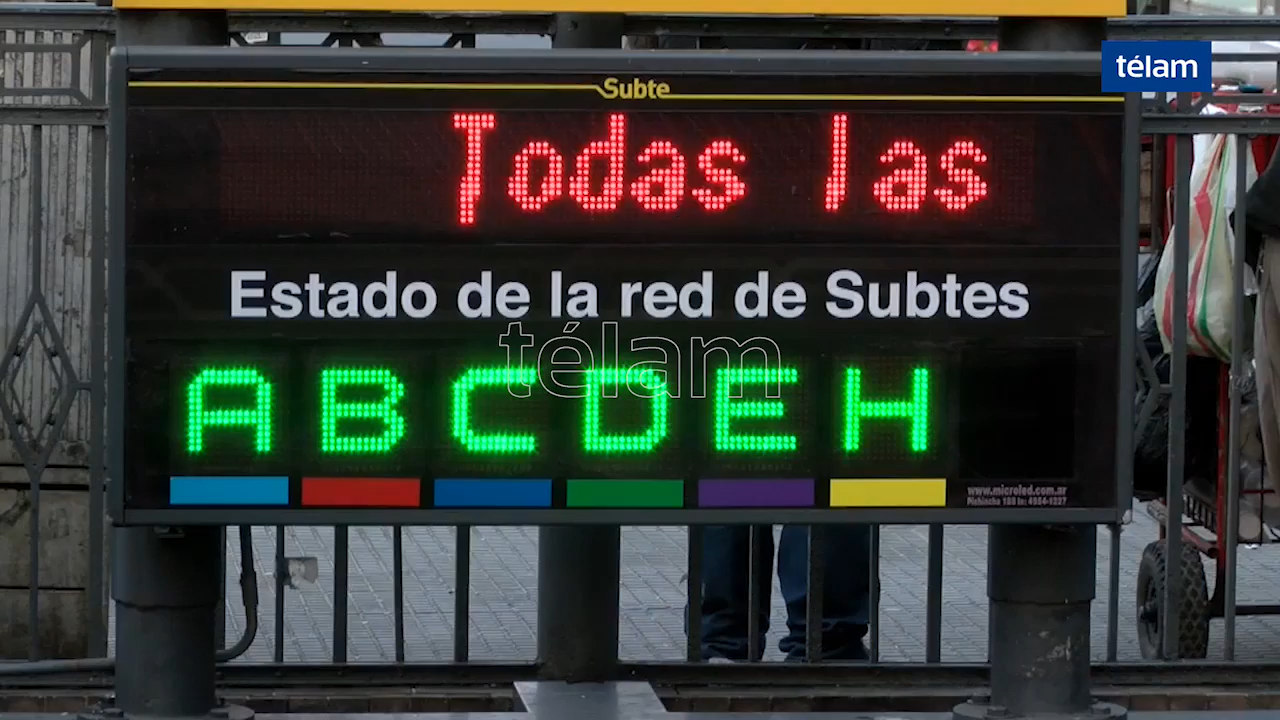 télam
Subte
Todas las
Estado de la red de Subtes
télam
A B C D E H
www.microled.com.ar